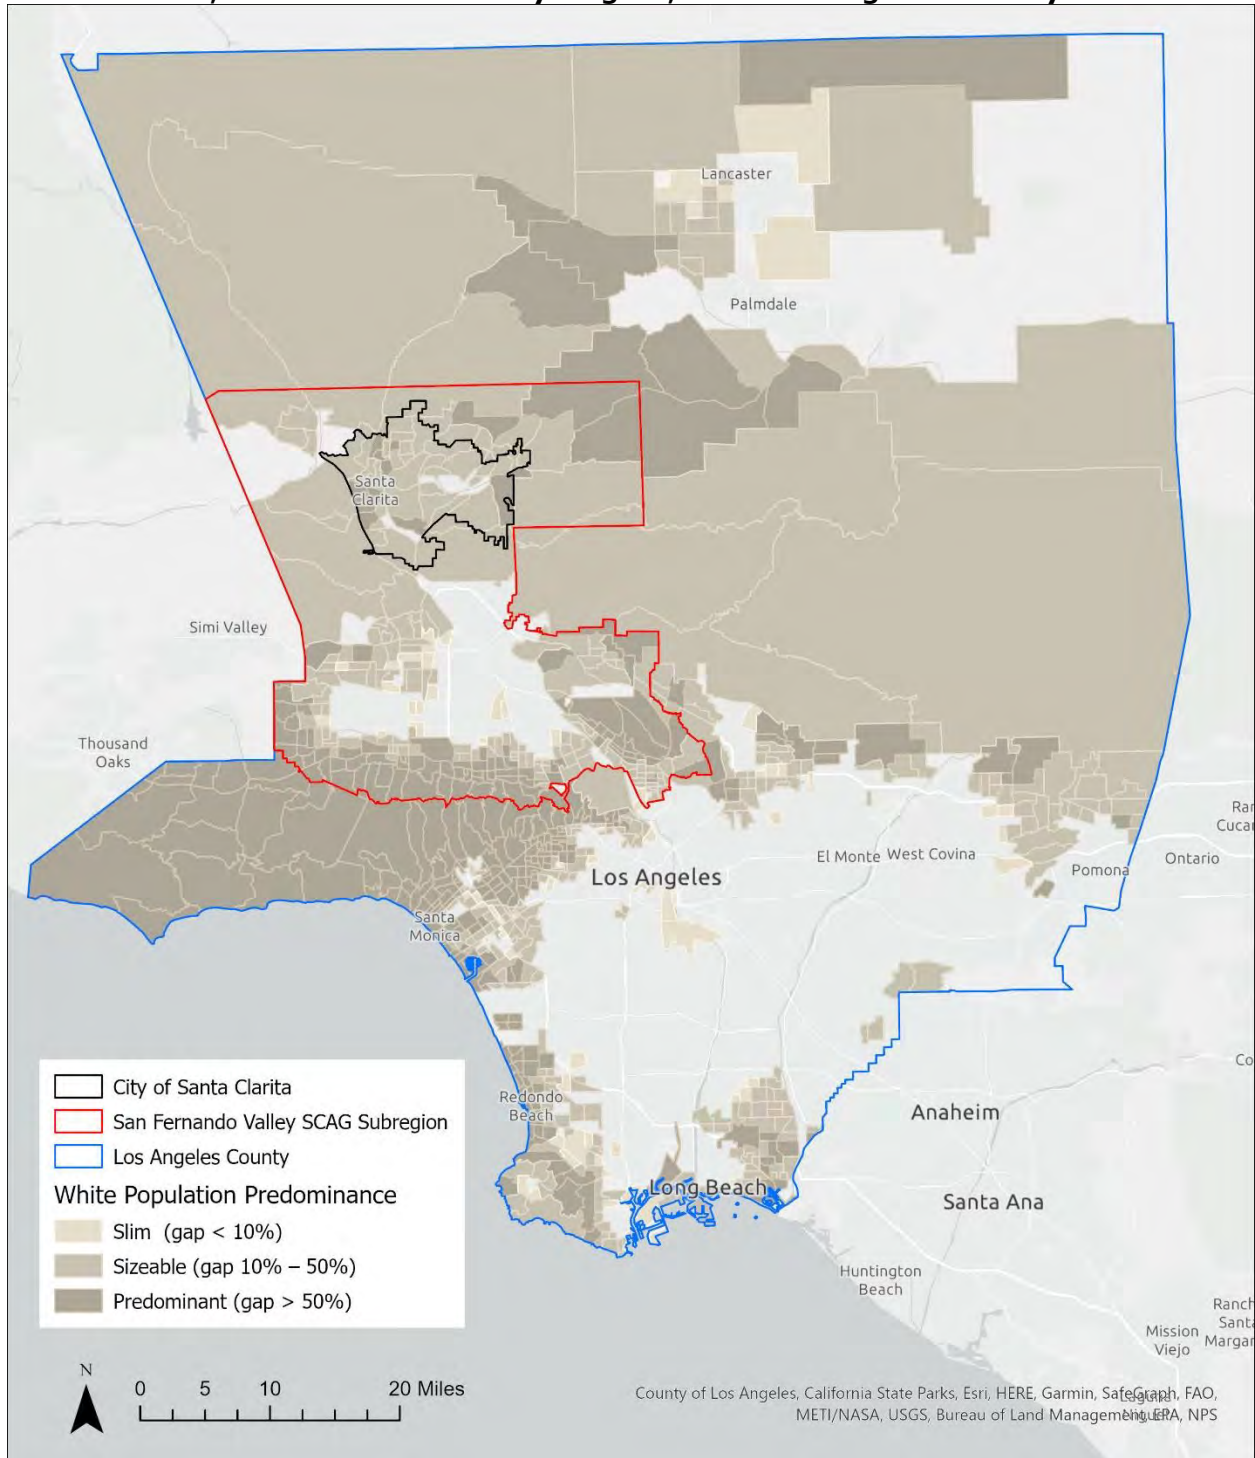 Lancaster
Palmdale
Santa
Clarita
Simi Valley
Thousand
Oaks
El Monte
West Covina
Los Angeles
Pomona
Ontario
Santa
Monica
Redondo
Beach
Anaheim
Long Beach
Santa Ana
Huntington
Beach
Mission
Viejo
City of Santa Clarita
San Fernando Valley SCAG Subregion
Los Angeles County
White Population Predominance
Slim (gap < 10%)
Sizeable (gap 10% – 50%)
Predominant (gap > 50%)
N
0 5 10 20 Miles
County of Los Angeles, California State Parks, Esri, HERE, Garmin, SafeGraph, FAO,
METI/NASA, USGS, Bureau of Land Management, EPA, NPS